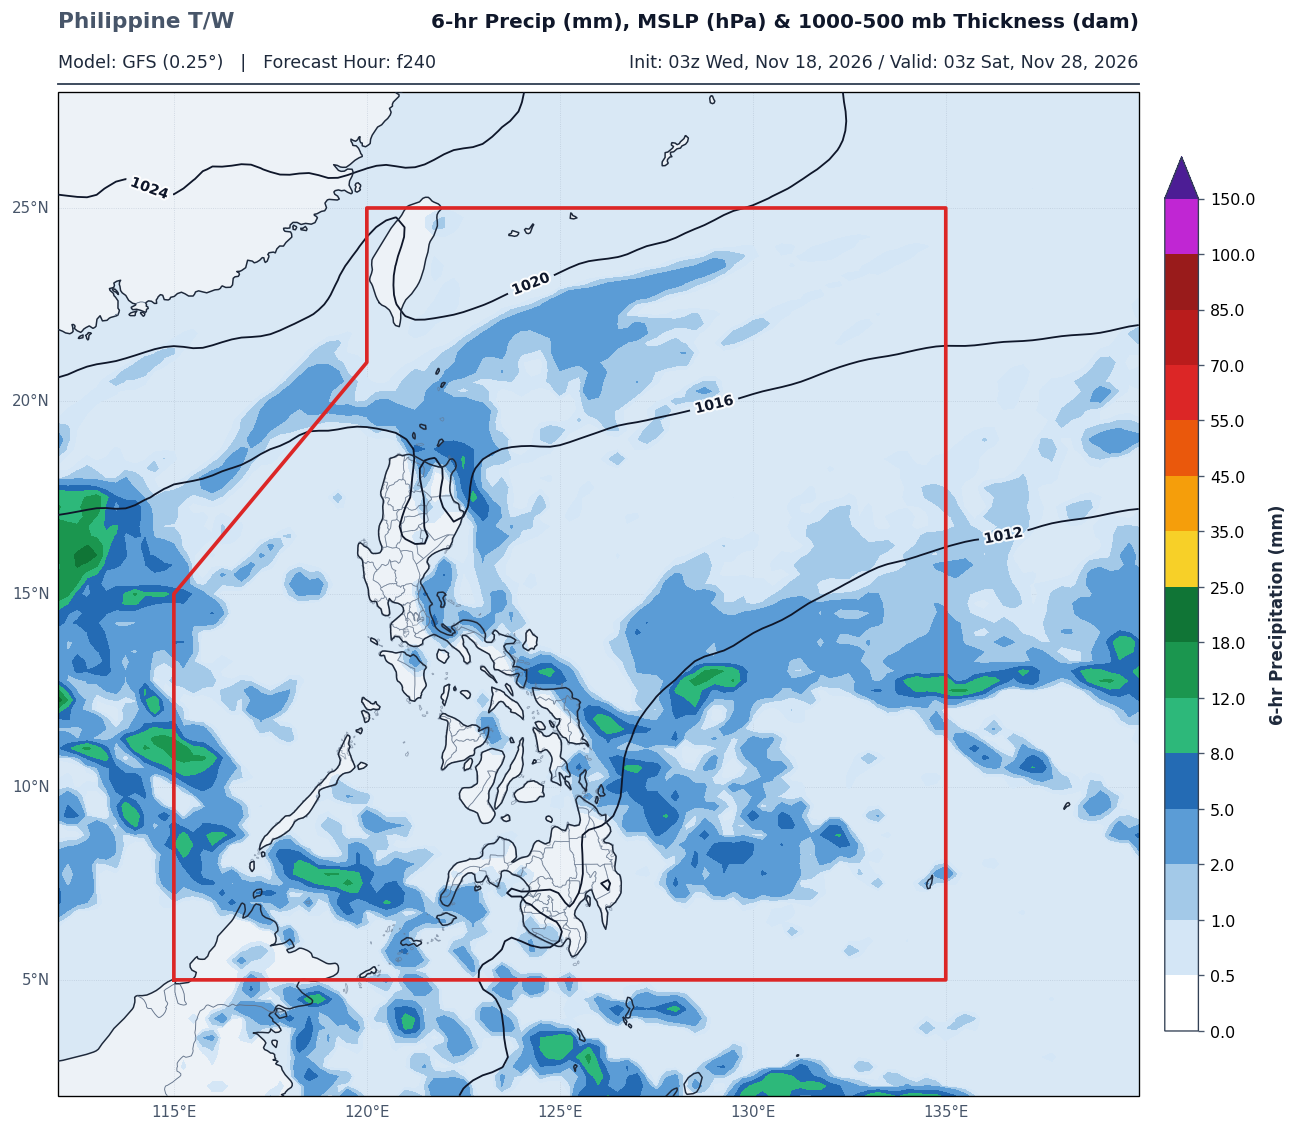 Philippine T/W
6-hr Precip (mm), MSLP (hPa) & 1000-500 mb Thickness (dam)
Model: GFS (0.25°) | Forecast Hour: f240
Init: 03z Wed, Nov 18, 2026 / Valid: 03z Sat, Nov 28, 2026
1024
1020
1016
1012
25°N
20°N
15°N
10°N
5°N
115°E
120°E
125°E
130°E
135°E
150.0
100.0
85.0
70.0
55.0
45.0
35.0
25.0
18.0
12.0
8.0
5.0
2.0
1.0
0.5
0.0
6-hr Precipitation (mm)